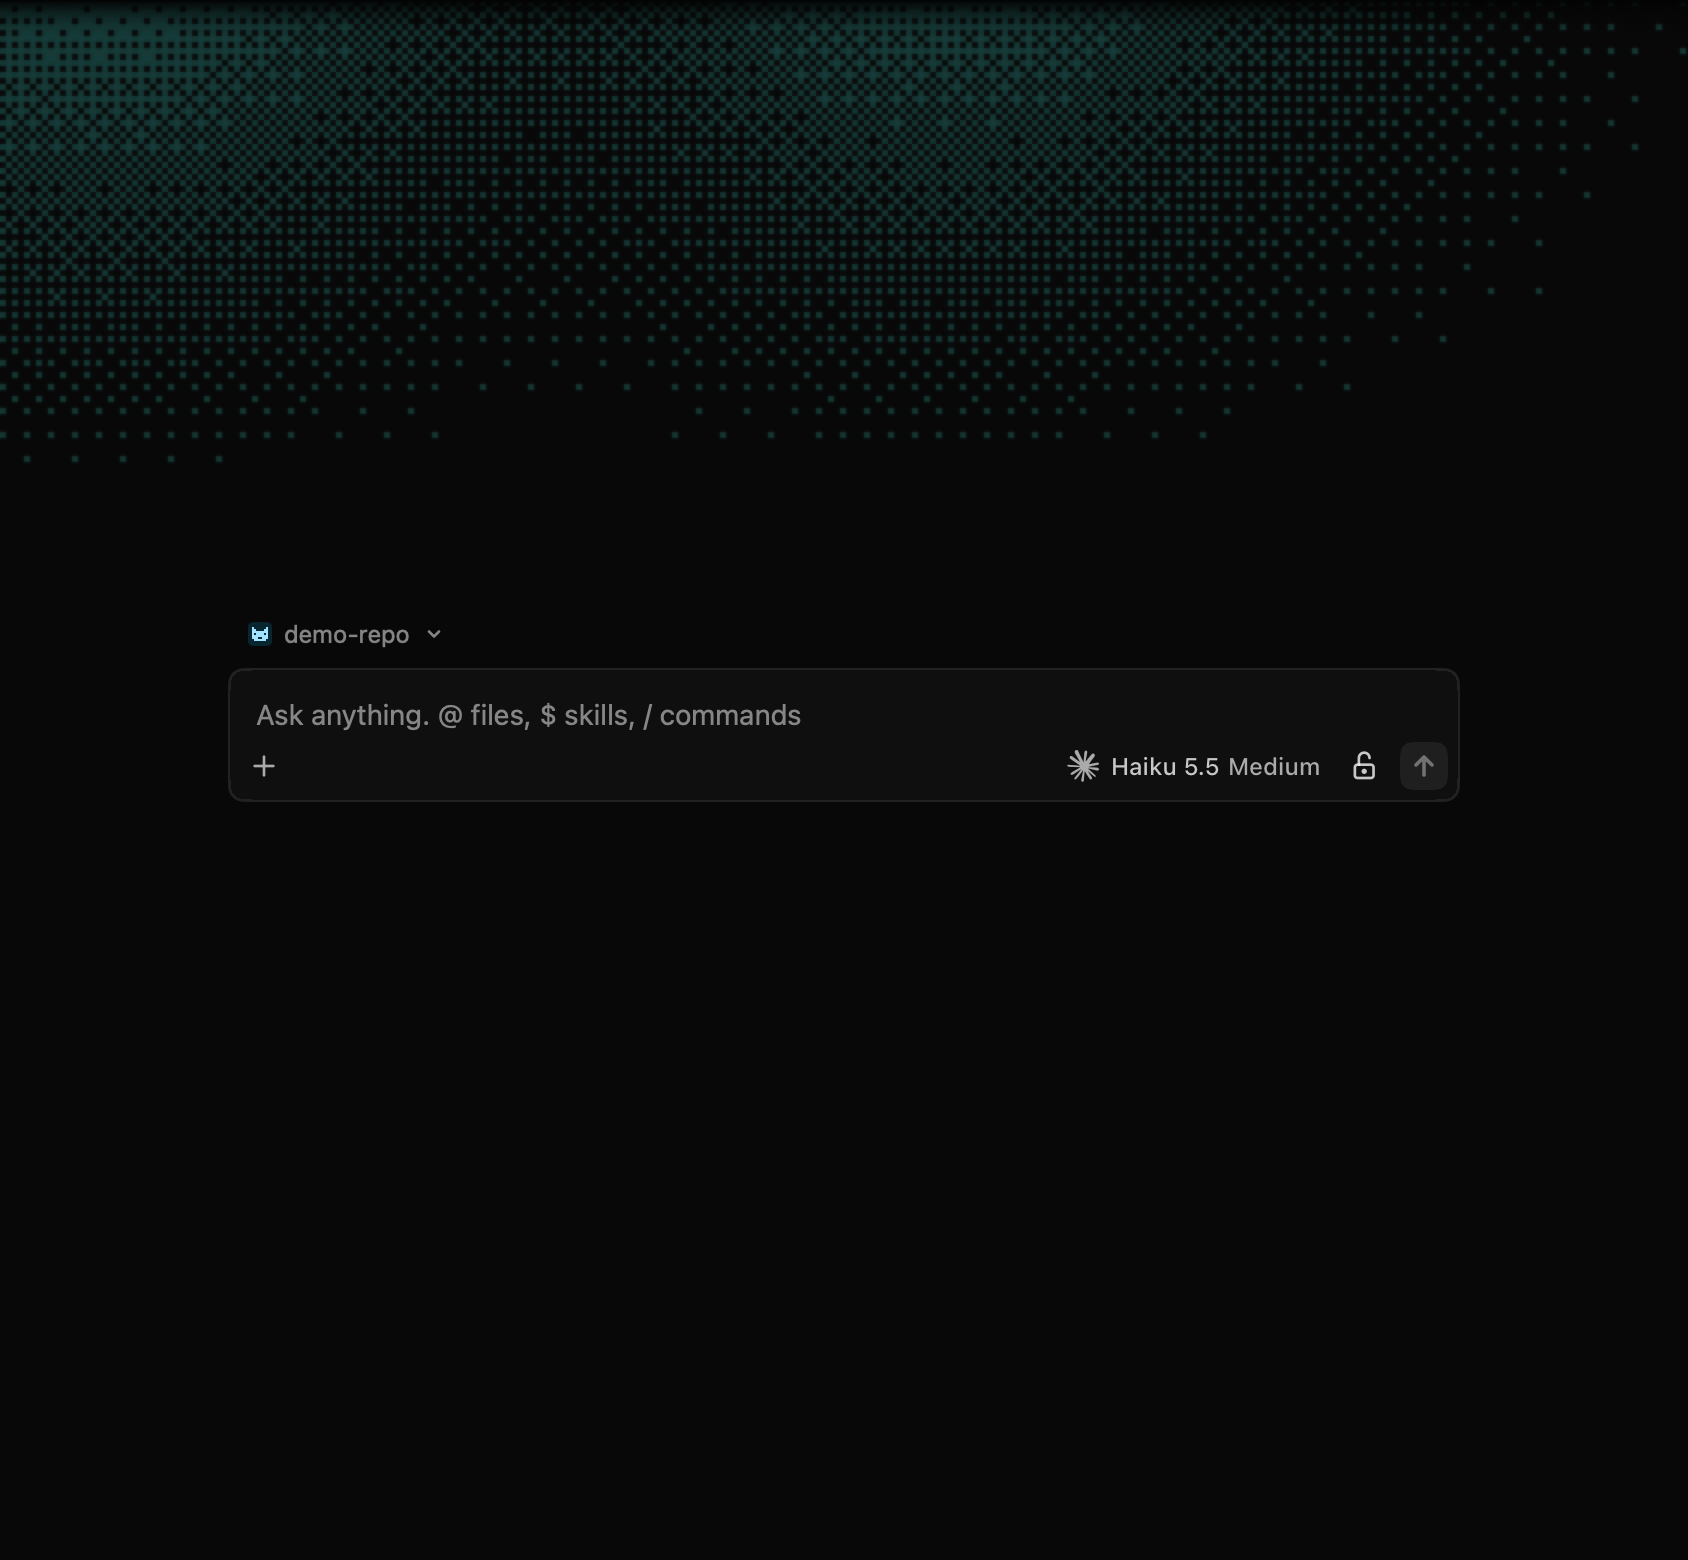 demo-repo
Ask anything. @ files, $ skills, / commands
Haiku 5.5 Medium